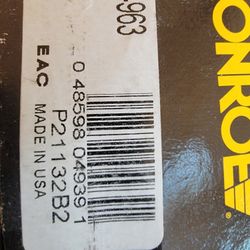 963
0 48598 04939 1
P21132B2
EAC MADE IN USA
ONROE